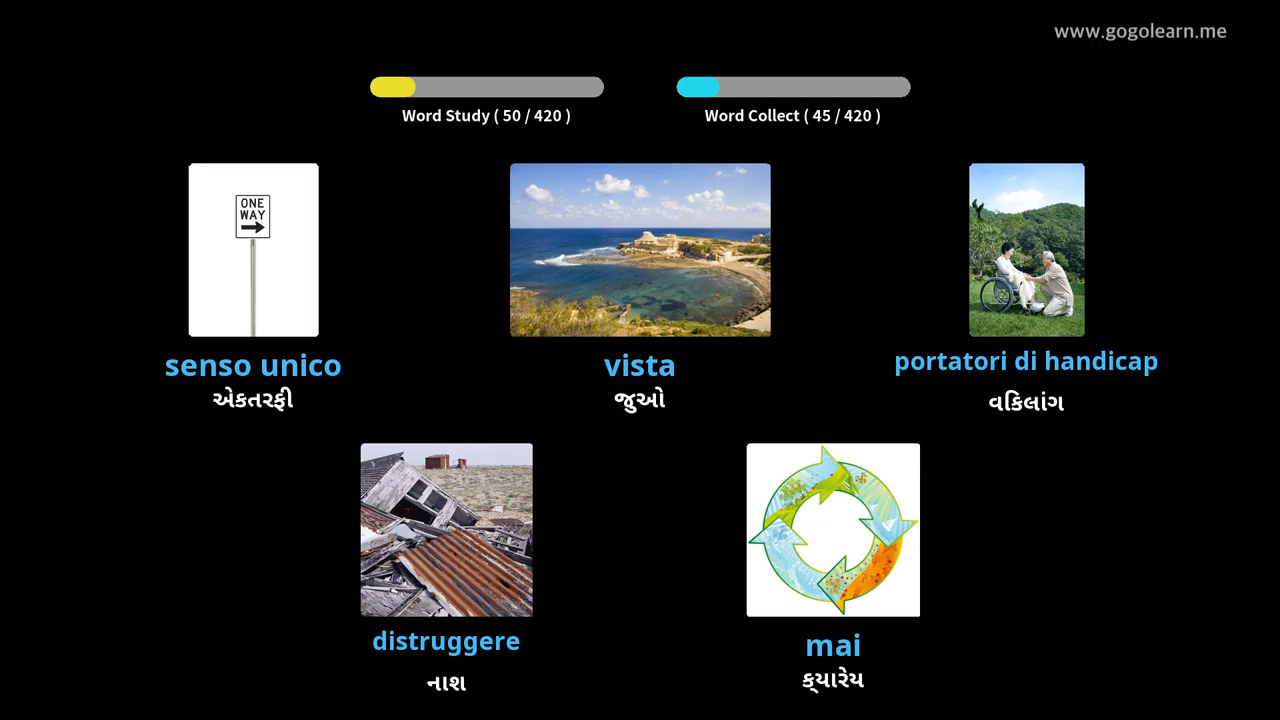 www.gogolearn.me
Word Study ( 50 / 420 )
Word Collect ( 45 / 420 )
ONE
WAY
senso unico
એકતરફી
vista
જુઓ
portatori di handicap
વકિલાંગ
distruggere
નાશ
mai
ક્યારેય